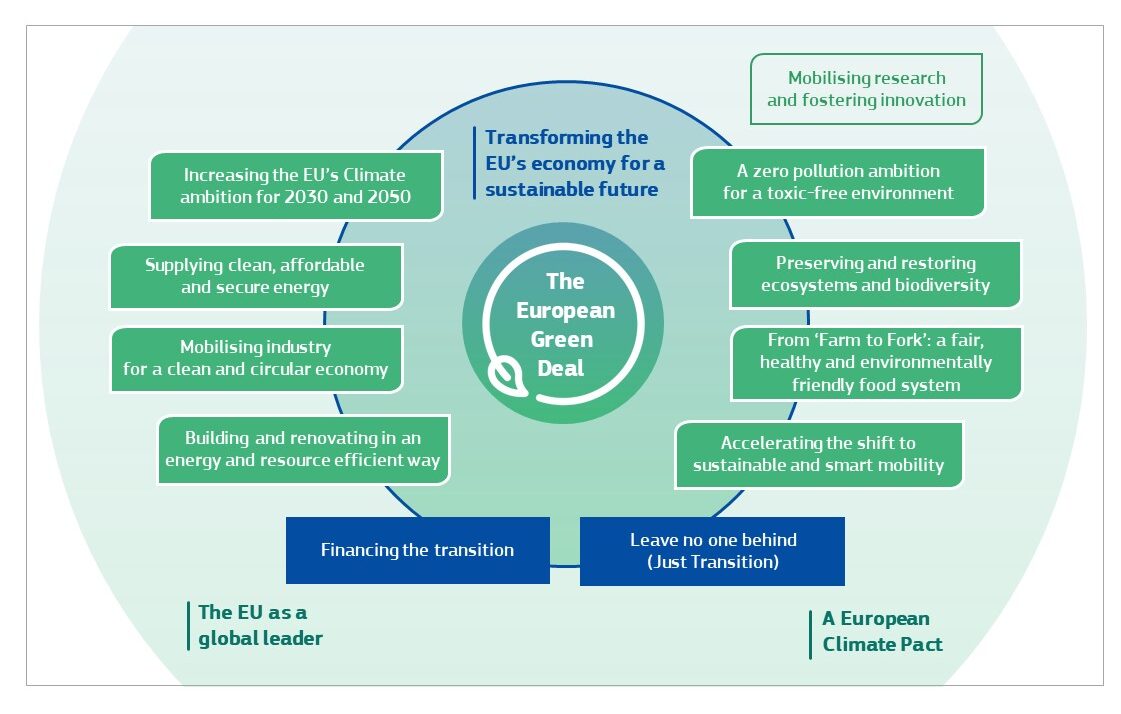 Mobilising research
and fostering innovation
Transforming the
EU's economy for a
sustainable future
Increasing the EU's Climate
ambition for 2030 and 2050
A zero pollution ambition
for a toxic-free environment
Supplying clean, affordable
and secure energy
Preserving and restoring
ecosystems and biodiversity
The
European
Green
Deal
Mobilising industry
for a clean and circular economy
From ‘Farm to Fork’: a fair,
healthy and environmentally
friendly food system
Building and renovating in an
energy and resource efficient way
Accelerating the shift to
sustainable and smart mobility
Financing the transition
Leave no one behind
(Just Transition)
The EU as a
global leader
A European
Climate Pact